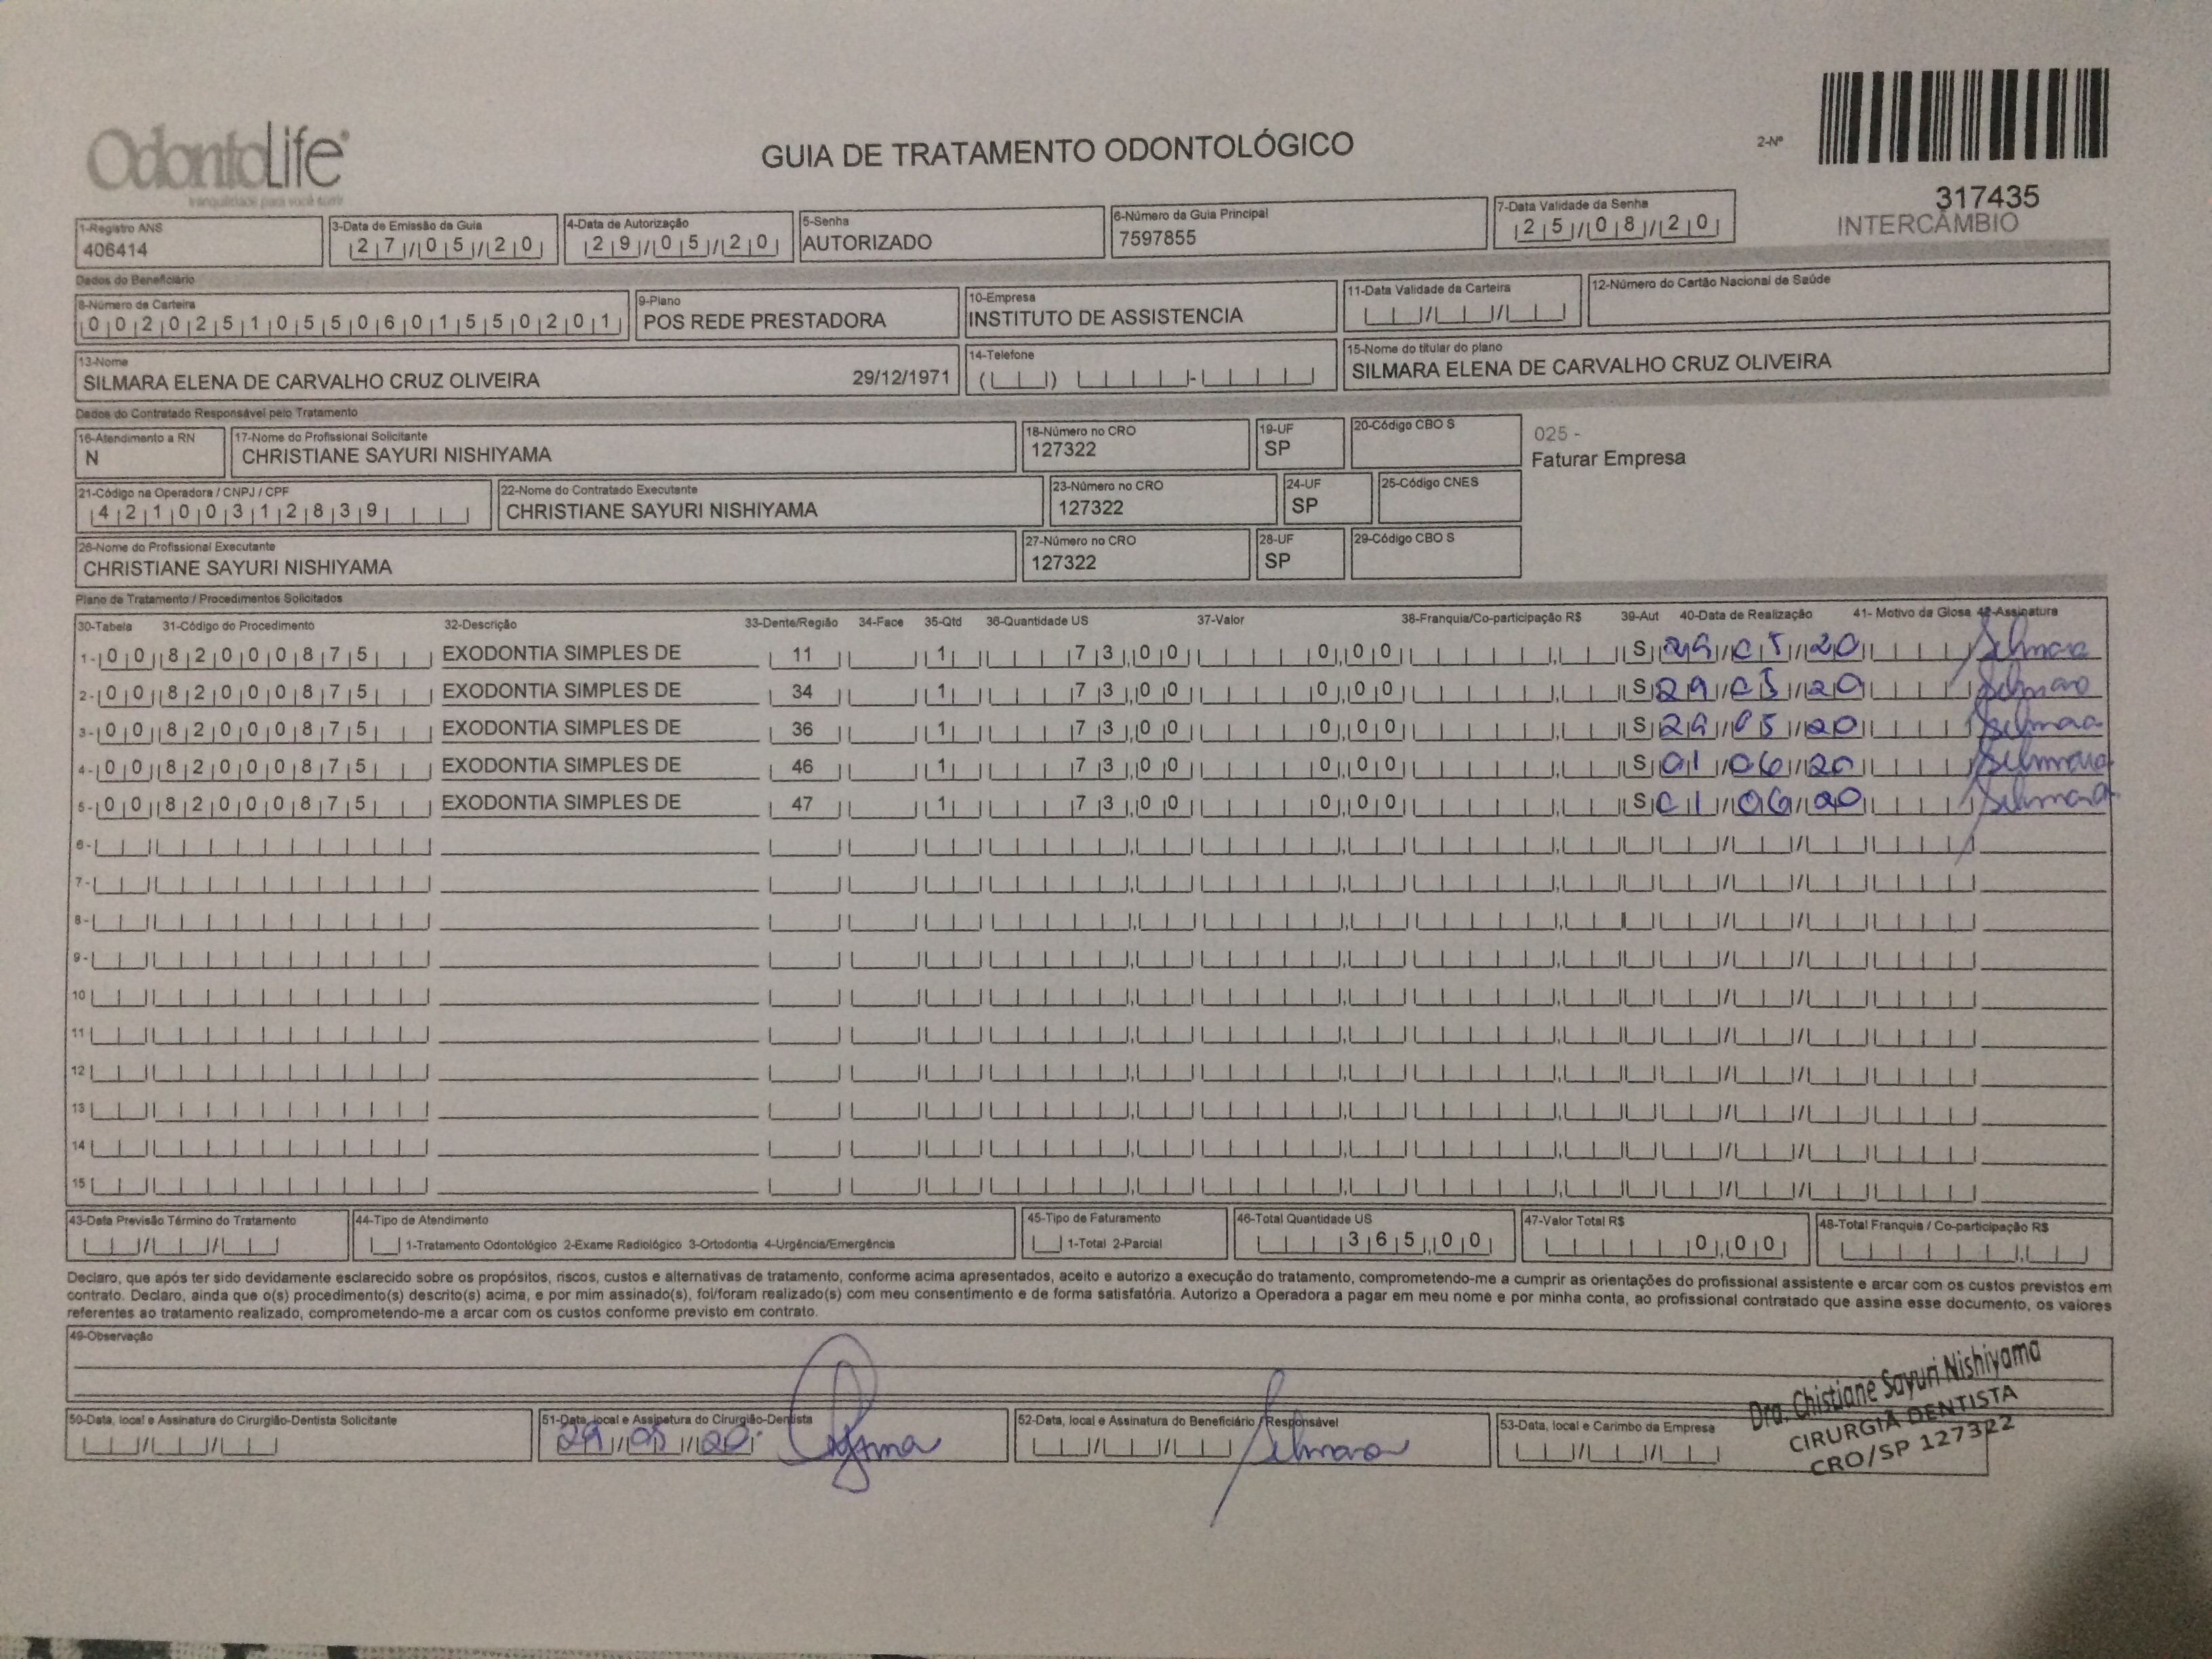 OdontoLife®
tranquilidade para você sorrir
GUIA DE TRATAMENTO ODONTOLÓGICO
2-Nº
317435
INTERCÂMBIO
1-Registro ANS
406414
3-Data de Emissão da Guia
27/05/20
4-Data de Autorização
29/05/20
5-Senha
AUTORIZADO
6-Número da Guia Principal
7597855
7-Data Validade da Senha
25/08/20
Dados do Beneficiário
8-Número da Carteira
00202510550601550201
9-Plano
POS REDE PRESTADORA
10-Empresa
INSTITUTO DE ASSISTENCIA
11-Data Validade da Carteira
12-Número do Cartão Nacional de Saúde
13-Nome
SILMARA ELENA DE CARVALHO CRUZ OLIVEIRA 29/12/1971
14-Telefone
15-Nome do titular do plano
SILMARA ELENA DE CARVALHO CRUZ OLIVEIRA
Dados do Contratado Responsável pelo Tratamento
16-Atendimento a RN
N
17-Nome do Profissional Solicitante
CHRISTIANE SAYURI NISHIYAMA
18-Número no CRO
127322
19-UF
SP
20-Código CBO S
025 -
Faturar Empresa
21-Código na Operadora / CNPJ / CPF
42100312839
22-Nome do Contratado Executante
CHRISTIANE SAYURI NISHIYAMA
23-Número no CRO
127322
24-UF
SP
25-Código CNES
26-Nome do Profissional Executante
CHRISTIANE SAYURI NISHIYAMA
27-Número no CRO
127322
28-UF
SP
29-Código CBO S
Plano de Tratamento / Procedimentos Solicitados
30-Tabela 31-Código do Procedimento 32-Descrição 33-Dente/Região 34-Face 35-Qtd 36-Quantidade US 37-Valor 38-Franquia/Co-participação R$ 39-Aut 40-Data de Realização 41- Motivo da Glosa 42-Assinatura
1- 00 82000875 EXODONTIA SIMPLES DE 11 1 73,00 0,00 S 29/05/20 Silmara
2- 00 82000875 EXODONTIA SIMPLES DE 34 1 73,00 0,00 S 29/05/20 Silmara
3- 00 82000875 EXODONTIA SIMPLES DE 36 1 73,00 0,00 S 29/05/20 Silmara
4- 00 82000875 EXODONTIA SIMPLES DE 46 1 73,00 0,00 S 01/06/20 Silmara
5- 00 82000875 EXODONTIA SIMPLES DE 47 1 73,00 0,00 S 01/06/20 Silmara
6-
7-
8-
9-
10
11
12
13
14
15
43-Data Previsão Término do Tratamento
44-Tipo de Atendimento
1-Tratamento Odontológico 2-Exame Radiológico 3-Ortodontia 4-Urgência/Emergência
45-Tipo de Faturamento
1-Total 2-Parcial
46-Total Quantidade US
365,00
47-Valor Total R$
0,00
48-Total Franquia / Co-participação R$
Declaro, que após ter sido devidamente esclarecido sobre os propósitos, riscos, custos e alternativas de tratamento, conforme acima apresentados, aceito e autorizo a execução do tratamento, comprometendo-me a cumprir as orientações do profissional assistente e arcar com os custos previstos em
contrato. Declaro, ainda que o(s) procedimento(s) descrito(s) acima, e por mim assinado(s), foi/foram realizado(s) com meu consentimento e de forma satisfatória. Autorizo a Operadora a pagar em meu nome e por minha conta, ao profissional contratado que assina esse documento, os valores
referentes ao tratamento realizado, comprometendo-me a arcar com os custos conforme previsto em contrato.
49-Observação
50-Data, local e Assinatura do Cirurgião-Dentista Solicitante
51-Data, local e Assinatura do Cirurgião-Dentista
29/05/20
52-Data, local e Assinatura do Beneficiário / Responsável
Silmara
53-Data, local e Carimbo da Empresa
Dra. Chistiane Sayuri Nishiyama
CIRURGIÃ DENTISTA
CRO/SP 127322